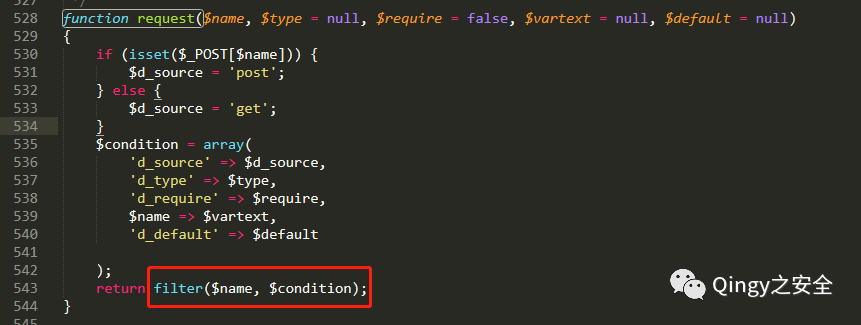 527 */
528 function request($name, $type = null, $require = false, $vartext = null, $default = null)
529 {
530 if (isset($_POST[$name])) {
531 $d_source = 'post';
532 } else {
533 $d_source = 'get';
534 }
535 $condition = array(
536 'd_source' => $d_source,
537 'd_type' => $type,
538 'd_require' => $require,
539 $name => $vartext,
540 'd_default' => $default
541
542 );
543 return filter($name, $condition);
544 }
545
Qingy之安全